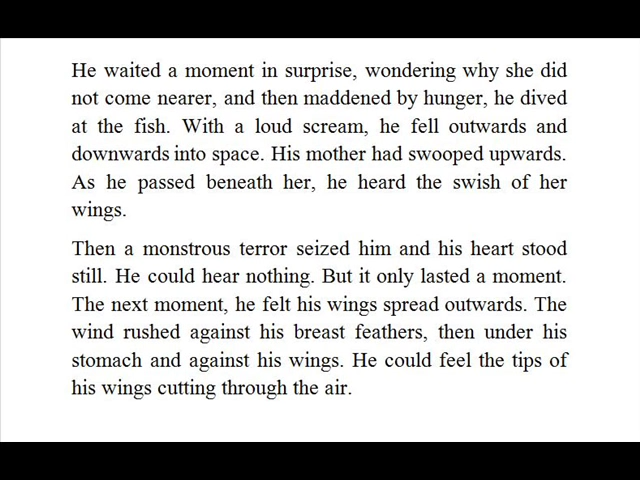 He waited a moment in surprise, wondering why she did
not come nearer, and then maddened by hunger, he dived
at the fish. With a loud scream, he fell outwards and
downwards into space. His mother had swooped upwards.
As he passed beneath her, he heard the swish of her
wings.
Then a monstrous terror seized him and his heart stood
still. He could hear nothing. But it only lasted a moment.
The next moment, he felt his wings spread outwards. The
wind rushed against his breast feathers, then under his
stomach and against his wings. He could feel the tips of
his wings cutting through the air.